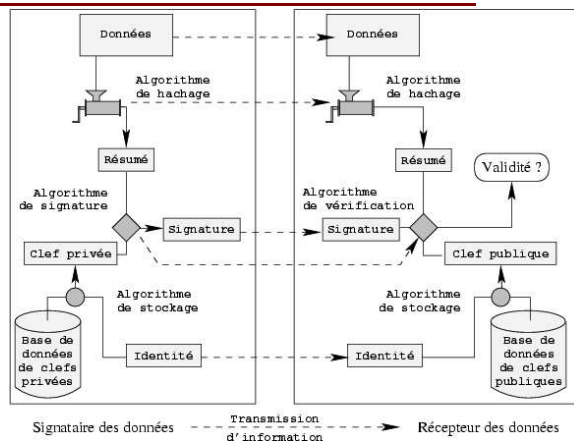 Données
Algorithme
de hachage
Résumé
Algorithme
de signature
Signature
Clef privée
Algorithme
de stockage
Base de
données
de clefs
privées
Identité
Données
Algorithme
de hachage
Résumé
Validité ?
Algorithme
de vérification
Signature
Clef publique
Algorithme
de stockage
Identité
Base de
données
de clefs
publiques
Signataire des données
Transmission
d'information
Récepteur des données